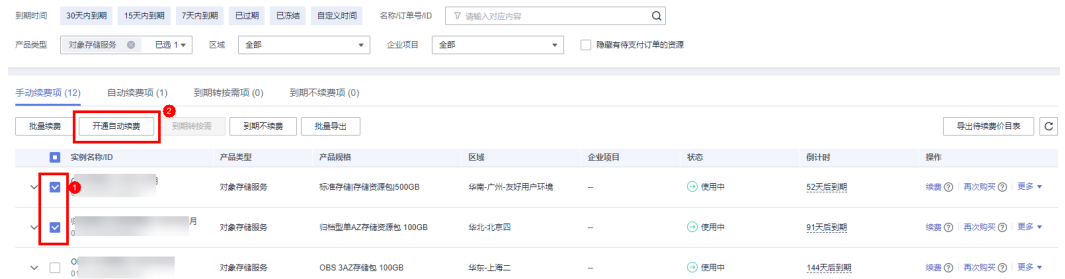 到期时间 30天内到期 15天内到期 7天内到期 已过期 已冻结 自定义时间 名称/订单号/ID 请输入对应内容
产品类型 对象存储服务 已选 1 区域 全部 企业项目 全部 隐藏有待支付订单的资源
手动续费项 (12) 自动续费项 (1) 到期转按需项 (0) 到期不续费项 (0)
2
批量续费 开通自动续费 到期转按需 到期不续费 批量导出 导出待续费价目表
实例名称/ID 产品类型 产品规格 区域 企业项目 状态 倒计时 操作
1 对象存储服务 标准存储|存储资源包|500GB 华南-广州-友好用户环境 -- 使用中 52天后到期 续费 再次购买 更多
月 对象存储服务 归档型单AZ存储资源包 100GB 华北-北京四 -- 使用中 91天后到期 续费 再次购买 更多
对象存储服务 OBS 3AZ存储包 100GB 华东-上海二 -- 使用中 144天后到期 续费 再次购买 更多